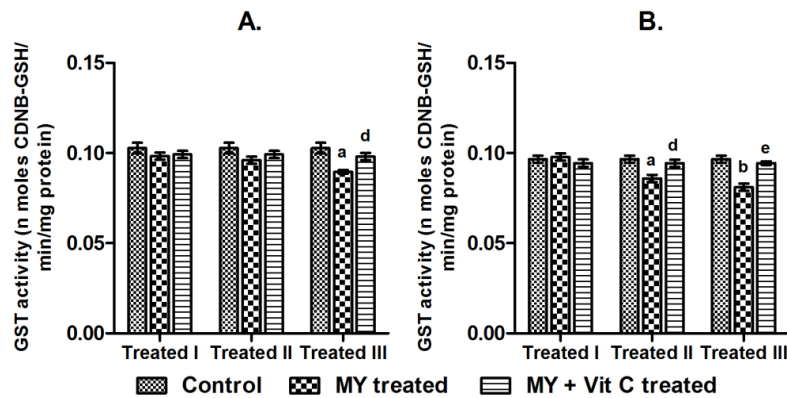 A.
GST activity (n moles CDNB-GSH/
min/mg protein)
0.15
0.10
0.05
0.00
a
d
Treated I Treated II Treated III
B.
GST activity (n moles CDNB-GSH/
min/mg protein)
0.15
0.10
0.05
0.00
a
d
b
e
Treated I Treated II Treated III
Control MY treated MY + Vit C treated